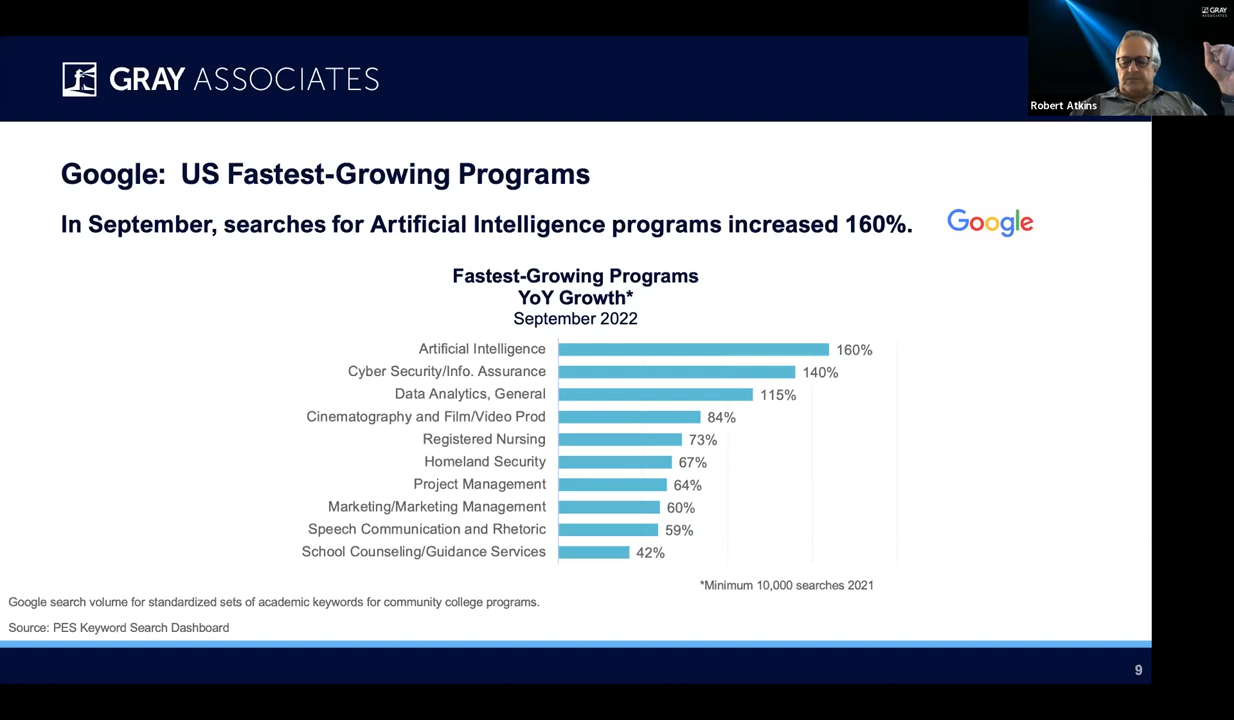 GRAY
ASSOCIATES
Robert Atkins
GRAY ASSOCIATES
Google: US Fastest-Growing Programs
In September, searches for Artificial Intelligence programs increased 160%.
Google
Fastest-Growing Programs
YoY Growth*
September 2022
Artificial Intelligence 160%
Cyber Security/Info. Assurance 140%
Data Analytics, General 115%
Cinematography and Film/Video Prod 84%
Registered Nursing 73%
Homeland Security 67%
Project Management 64%
Marketing/Marketing Management 60%
Speech Communication and Rhetoric 59%
School Counseling/Guidance Services 42%
*Minimum 10,000 searches 2021
Google search volume for standardized sets of academic keywords for community college programs.
Source: PES Keyword Search Dashboard
9